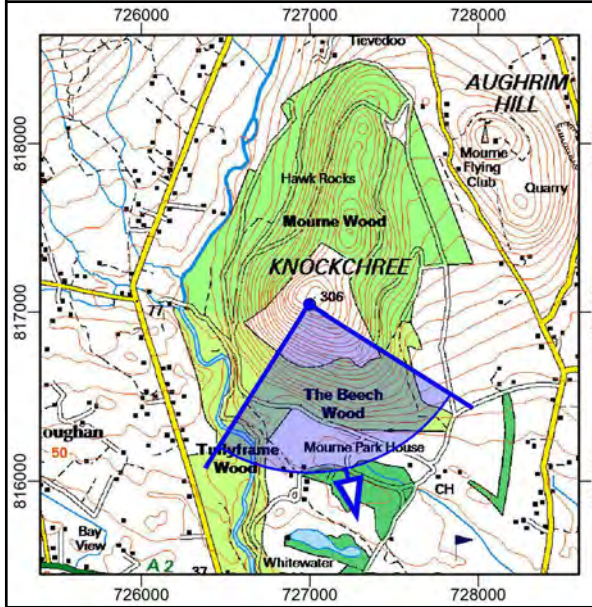 726000 727000 728000
Tievedoo
AUGHRIM
HILL
818000
Mourne
Flying
Club
Quarry
Hawk Rocks
Mourne Wood
KNOCKCHREE
817000
306
77
The Beech
Wood
oughan
50
Tullyframe
Wood
Mourne Park House
816000
CH
Bay
View
A 2
37
Whitewater
726000 727000 728000